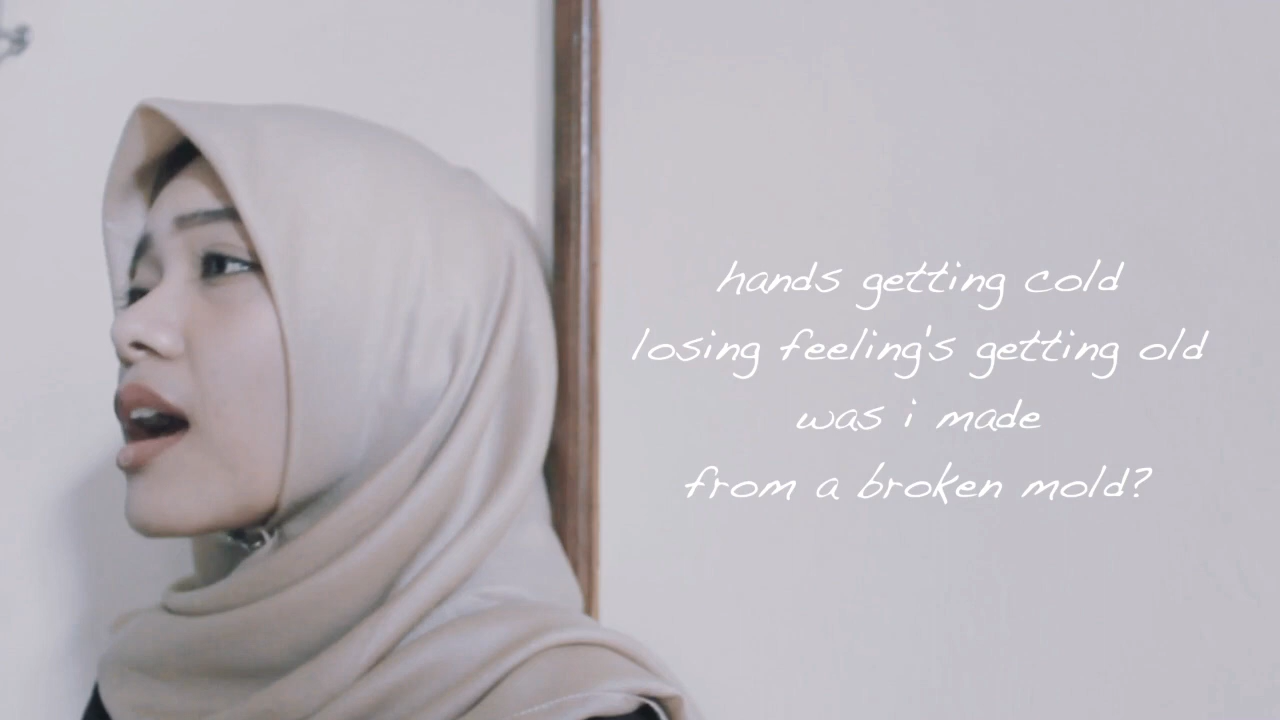 hands getting cold
losing feeling's getting old
was i made
from a broken mold?